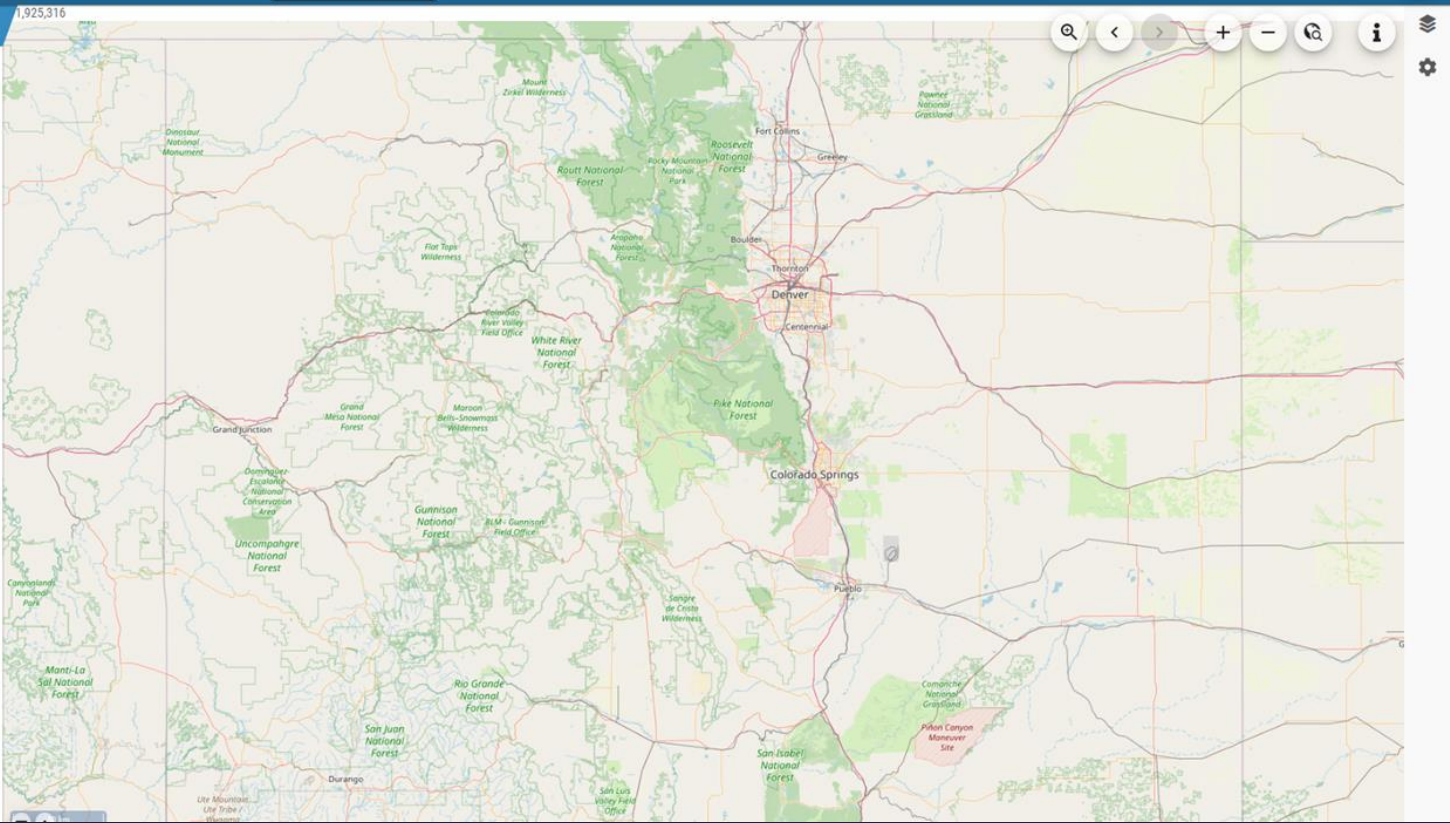 1,925,316
Mount
Zirkel Wilderness
Pawnee
National
Grassland
Dinosaur
National
Monument
Fort Collins
Greeley
Roosevelt
National
Forest
Rocky Mountain
National
Park
Routt National
Forest
Flat Tops
Wilderness
Arapaho
National
Forest
Boulder
Thornton
Denver
Centennial
Colorado
River Valley
Field Office
White River
National
Forest
Pike National
Forest
Grand
Mesa National
Forest
Maroon
Bells-Snowmass
Wilderness
Grand Junction
Dominguez-
Escalante
National
Conservation
Area
Colorado Springs
Gunnison
National
Forest
BLM - Gunnison
Field Office
Uncompahgre
National
Forest
Canyonlands
National
Park
Sangre
de Cristo
Wilderness
Pueblo
Manti-La
Sal National
Forest
Rio Grande
National
Forest
Comanche
National
Grassland
Piñon Canyon
Maneuver
Site
San Juan
National
Forest
San Isabel
National
Forest
Durango
San Luis
Valley Field
Office
Ute Mountain
Ute Tribe /